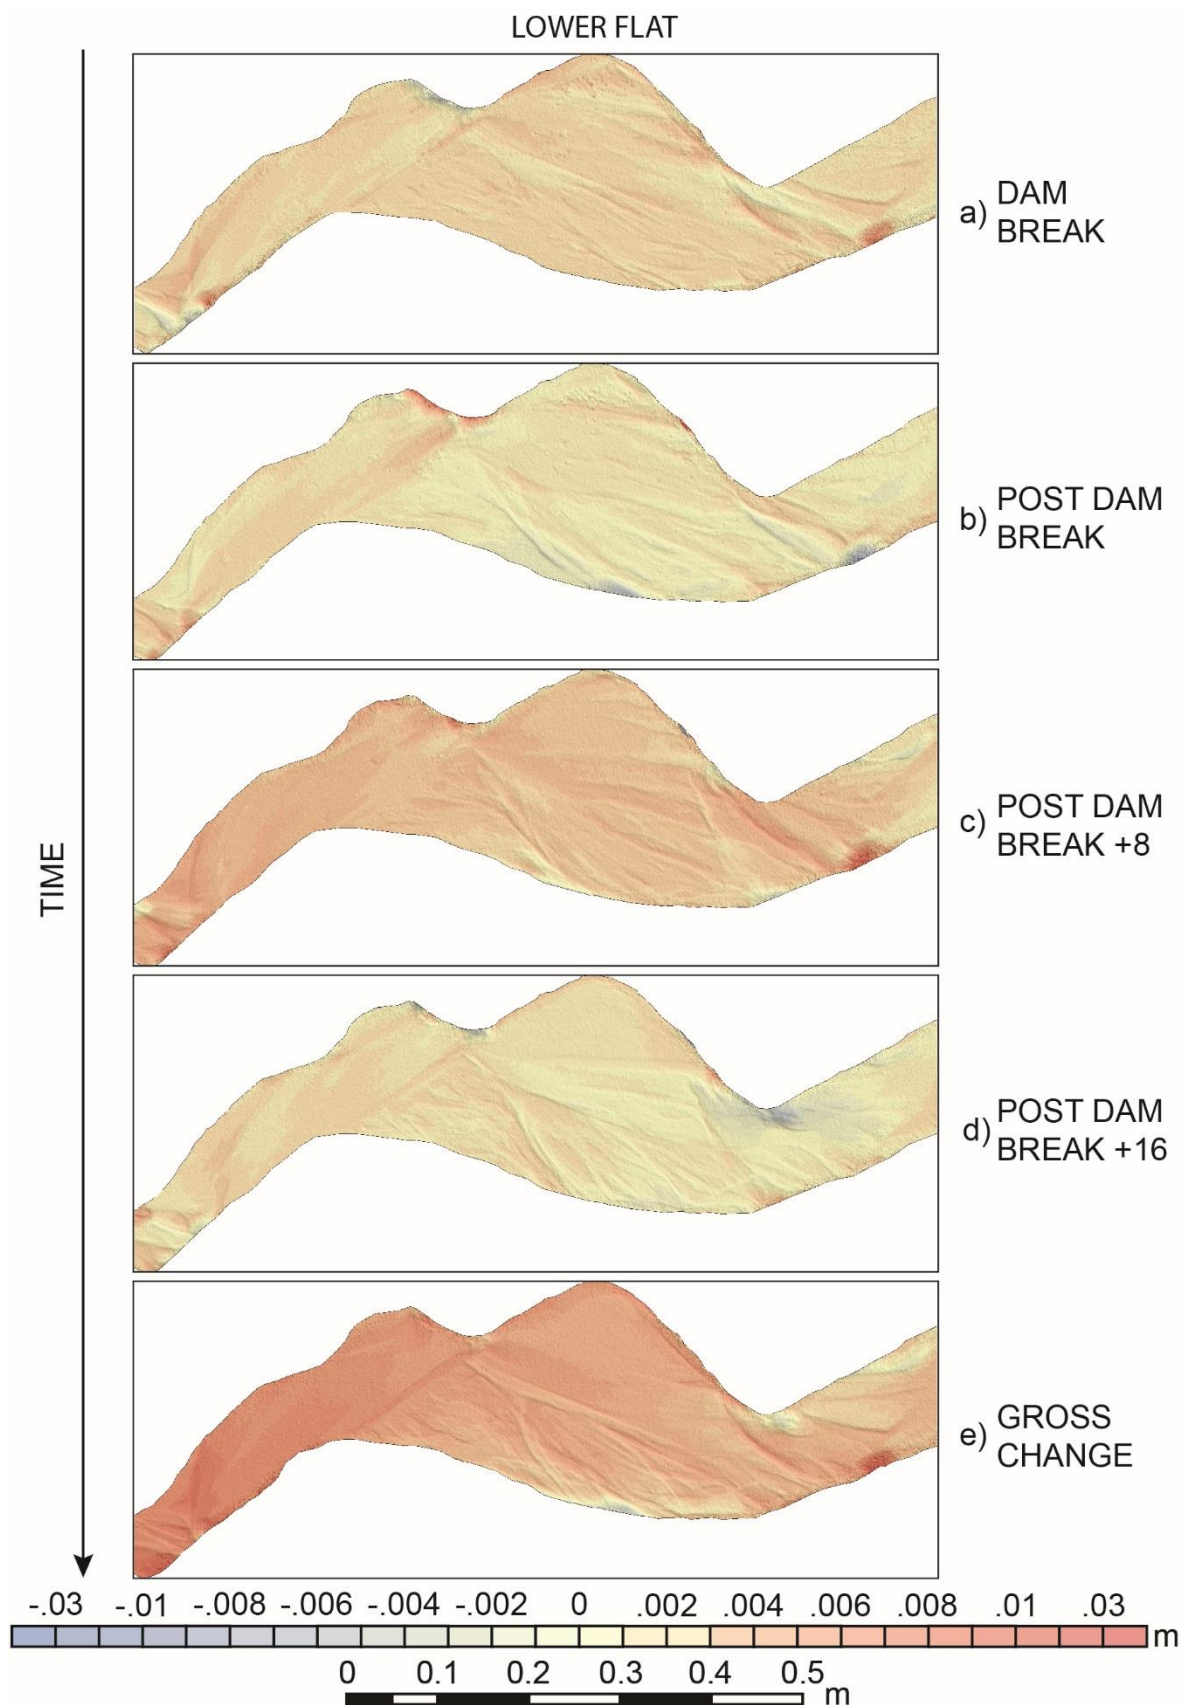 LOWER FLAT
a) DAM
BREAK
b) POST DAM
BREAK
c) POST DAM
BREAK +8
TIME
d) POST DAM
BREAK +16
e) GROSS
CHANGE
-.03 -.01 -.008 -.006 -.004 -.002 0 .002 .004 .006 .008 .01 .03
m
0 0.1 0.2 0.3 0.4 0.5
m